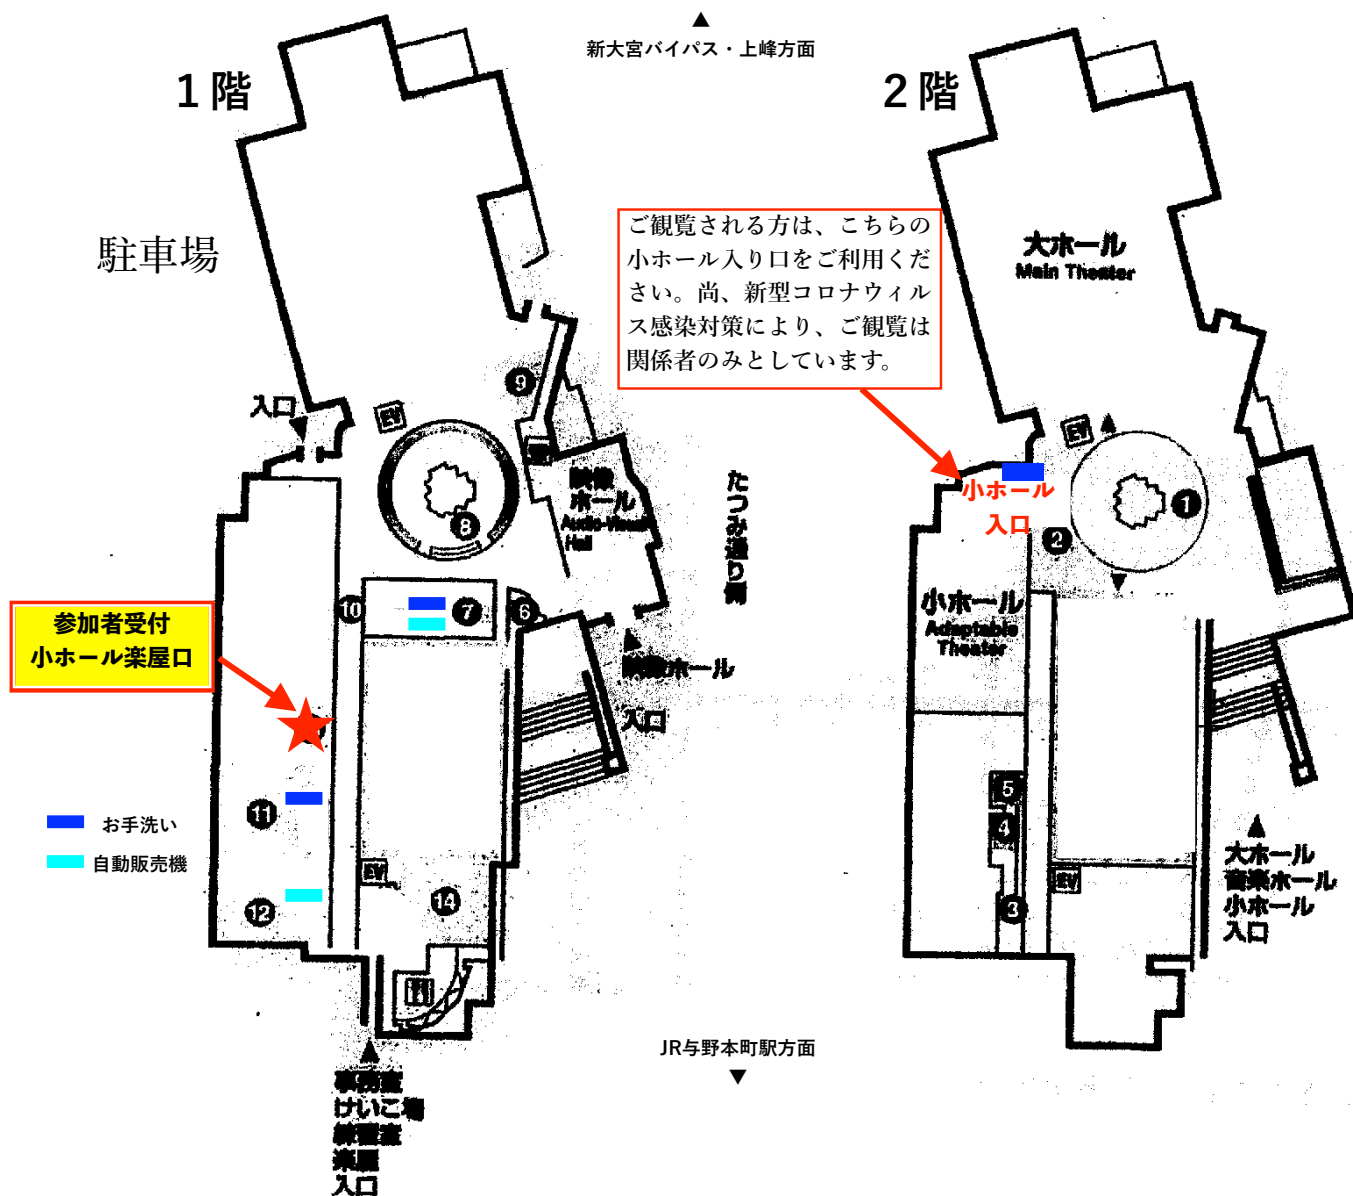 ▲
新大宮バイパス・上峰方面
1階
2階
駐車場
ご観覧される方は、こちらの
小ホール入り口をご利用くだ
さい。尚、新型コロナウィル
ス感染対策により、ご観覧は
関係者のみとしています。
大ホール
Main Theater
入口
EV
9
映像
ホール
Audio-Visual
Hall
8
たつみ通り側
EV
小ホール
入口
1
2
小ホール
Adaptable
Theater
参加者受付
小ホール楽屋口
10
7
6
映像ホール
入口
11
お手洗い
自動販売機
12
EV
14
5
4
3
EV
大ホール
音楽ホール
小ホール
入口
JR与野本町駅方面
▼
事務室
けいこ場
練習室
楽屋
入口